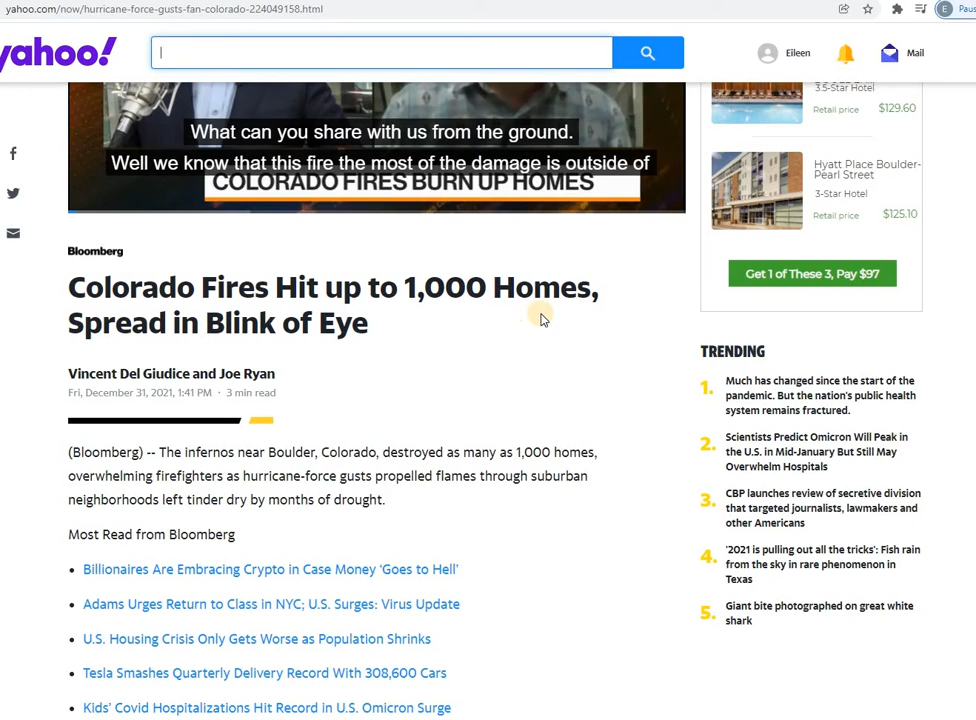 yahoo.com/now/hurricane-force-gusts-fan-colorado-224049158.html
E
Paus
yahoo!
Eileen
Mail
What can you share with us from the ground.
Well we know that this fire the most of the damage is outside of
COLORADO FIRES BURN UP HOMES
3.5-Star Hotel
Retail price $129.60
Hyatt Place Boulder-
Pearl Street
3-Star Hotel
Retail price $125.10
Get 1 of These 3, Pay $97
Bloomberg
Colorado Fires Hit up to 1,000 Homes,
Spread in Blink of Eye
Vincent Del Giudice and Joe Ryan
Fri, December 31, 2021, 1:41 PM · 3 min read
(Bloomberg) -- The infernos near Boulder, Colorado, destroyed as many as 1,000 homes,
overwhelming firefighters as hurricane-force gusts propelled flames through suburban
neighborhoods left tinder dry by months of drought.
Most Read from Bloomberg
• Billionaires Are Embracing Crypto in Case Money ‘Goes to Hell’
• Adams Urges Return to Class in NYC; U.S. Surges: Virus Update
• U.S. Housing Crisis Only Gets Worse as Population Shrinks
• Tesla Smashes Quarterly Delivery Record With 308,600 Cars
• Kids’ Covid Hospitalizations Hit Record in U.S. Omicron Surge
TRENDING
1. Much has changed since the start of the
pandemic. But the nation's public health
system remains fractured.
2. Scientists Predict Omicron Will Peak in
the U.S. in Mid-January But Still May
Overwhelm Hospitals
3. CBP launches review of secretive division
that targeted journalists, lawmakers and
other Americans
4. '2021 is pulling out all the tricks': Fish rain
from the sky in rare phenomenon in
Texas
5. Giant bite photographed on great white
shark